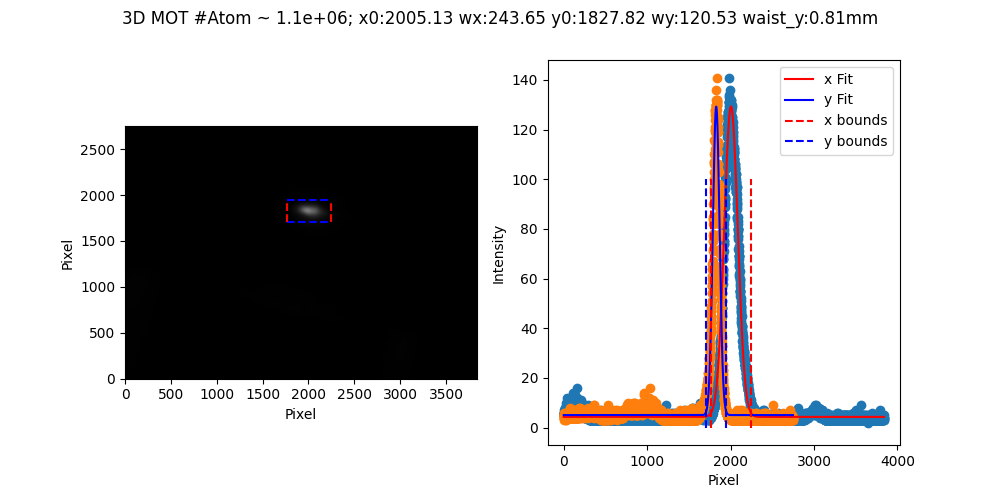 3D MOT #Atom ~ 1.1e+06; x0:2005.13 wx:243.65 y0:1827.82 wy:120.53 waist_y:0.81mm
Pixel
2500
2000
1500
1000
500
0
0 500 1000 1500 2000 2500 3000 3500
Pixel
Intensity
140
120
100
80
60
40
20
0
0 1000 2000 3000 4000
Pixel
x Fit
y Fit
x bounds
y bounds